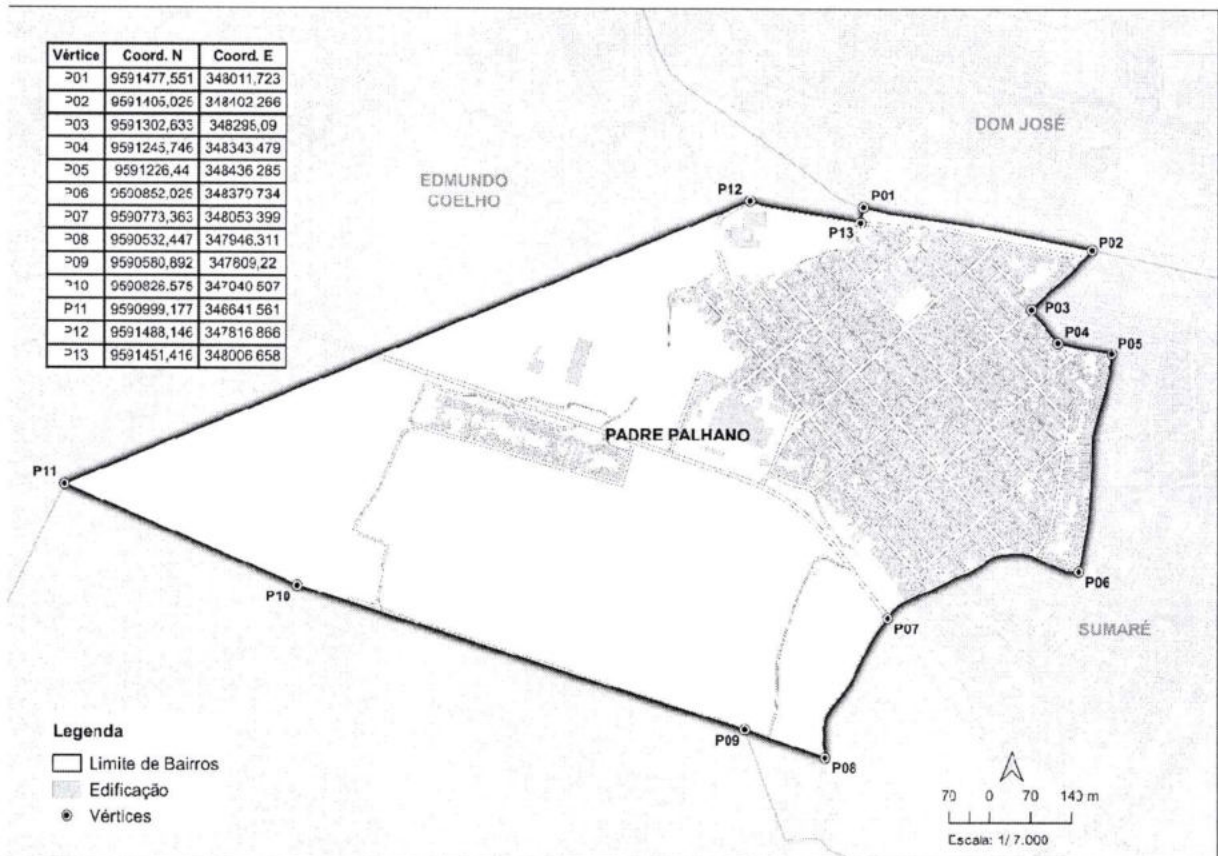 Vértice Coord. N Coord. E
P01 9591477,551 348011,723
P02 9591405,026 348402,266
P03 9591302,633 348295,09
P04 9591245,746 348343,479
P05 9591226,44 348436,285
P06 9590852,025 348379,734
P07 9590773,363 348053,399
P08 9590532,447 347946,311
P09 9590580,892 347809,22
P10 9590826,575 347040,507
P11 9590999,177 346641,561
P12 9591488,146 347816,866
P13 9591451,416 348006,658
DOM JOSÉ
EDMUNDO
COELHO
P12
P01
P13
P02
P03
P04
P05
PADRE PALHANO
P11
P06
P10
P07
SUMARÉ
P09
P08
Legenda
Limite de Bairros
Edificação
Vértices
70 0 70 140 m
Escala: 1/ 7.000